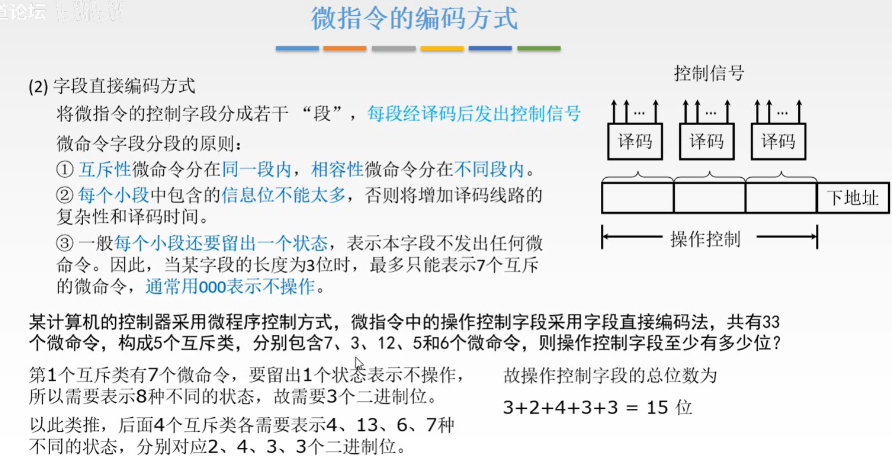 道论坛
微指令的编码方式
(2) 字段直接编码方式
将微指令的控制字段分成若干 “段”，每段经译码后发出控制信号
微命令字段分段的原则：
① 互斥性微命令分在同一段内，相容性微命令分在不同段内。
② 每个小段中包含的信息位不能太多，否则将增加译码线路的
复杂性和译码时间。
③ 一般每个小段还要留出一个状态，表示本字段不发出任何微
命令。因此，当某字段的长度为3位时，最多只能表示7个互斥
的微命令，通常用000表示不操作。
控制信号
... ... ...
译码 译码 译码
下地址
操作控制
某计算机的控制器采用微程序控制方式，微指令中的操作控制字段采用字段直接编码法，共有33
个微命令，构成5个互斥类，分别包含7、3、12、5和6个微命令，则操作控制字段至少有多少位？
第1个互斥类有7个微命令，要留出1个状态表示不操作，
所以需要表示8种不同的状态，故需要3个二进制位。
以此类推，后面4个互斥类各需要表示4、13、6、7种
不同的状态，分别对应2、4、3、3个二进制位。
故操作控制字段的总位数为
3+2+4+3+3 = 15 位